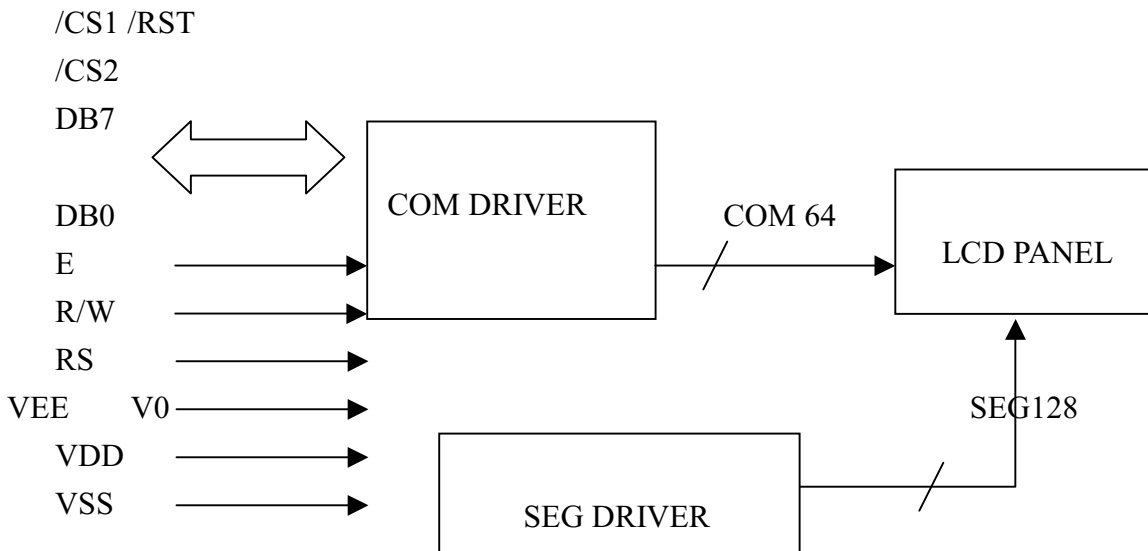 /CS1 /RST
/CS2
DB7
DB0
COM DRIVER
COM 64
E
LCD PANEL
R/W
RS
VEE V0
SEG128
VDD
VSS
SEG DRIVER